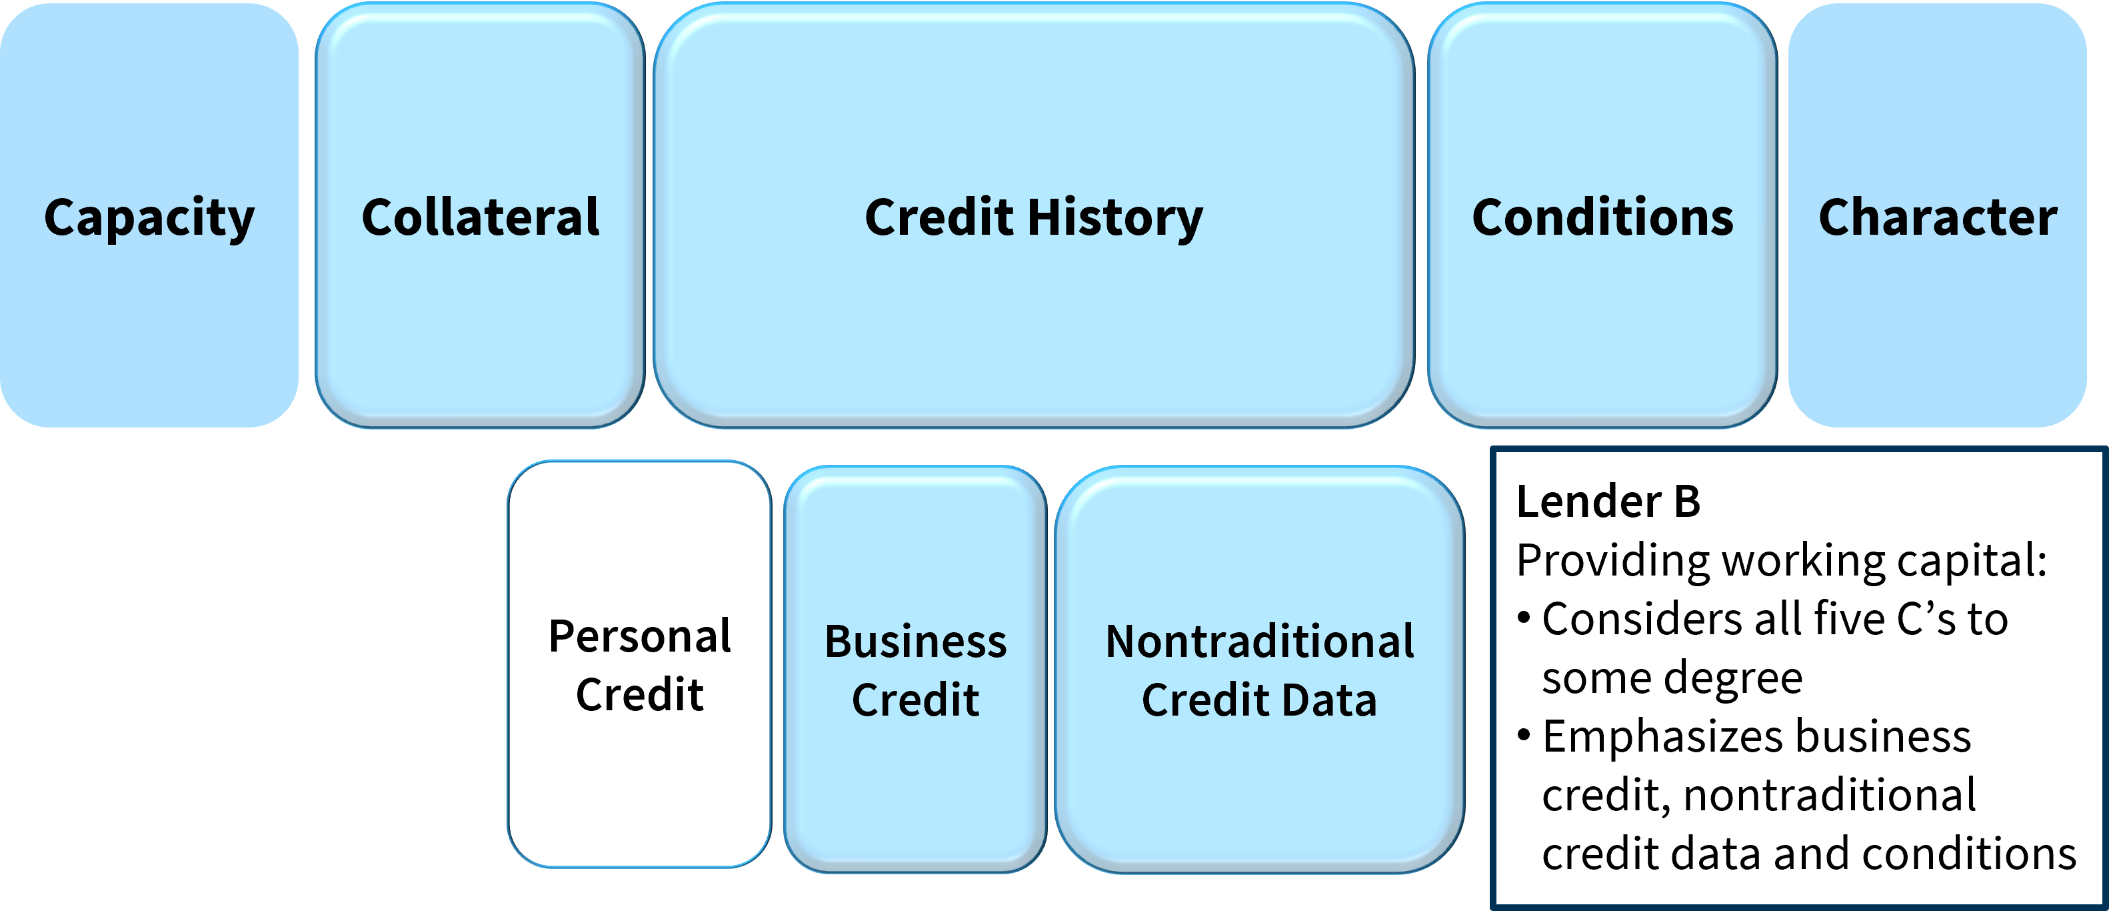 Capacity
Collateral
Credit History
Conditions
Character
Personal
Credit
Business
Credit
Nontraditional
Credit Data
Lender B
Providing working capital:
• Considers all five C’s to
some degree
• Emphasizes business
credit, nontraditional
credit data and conditions